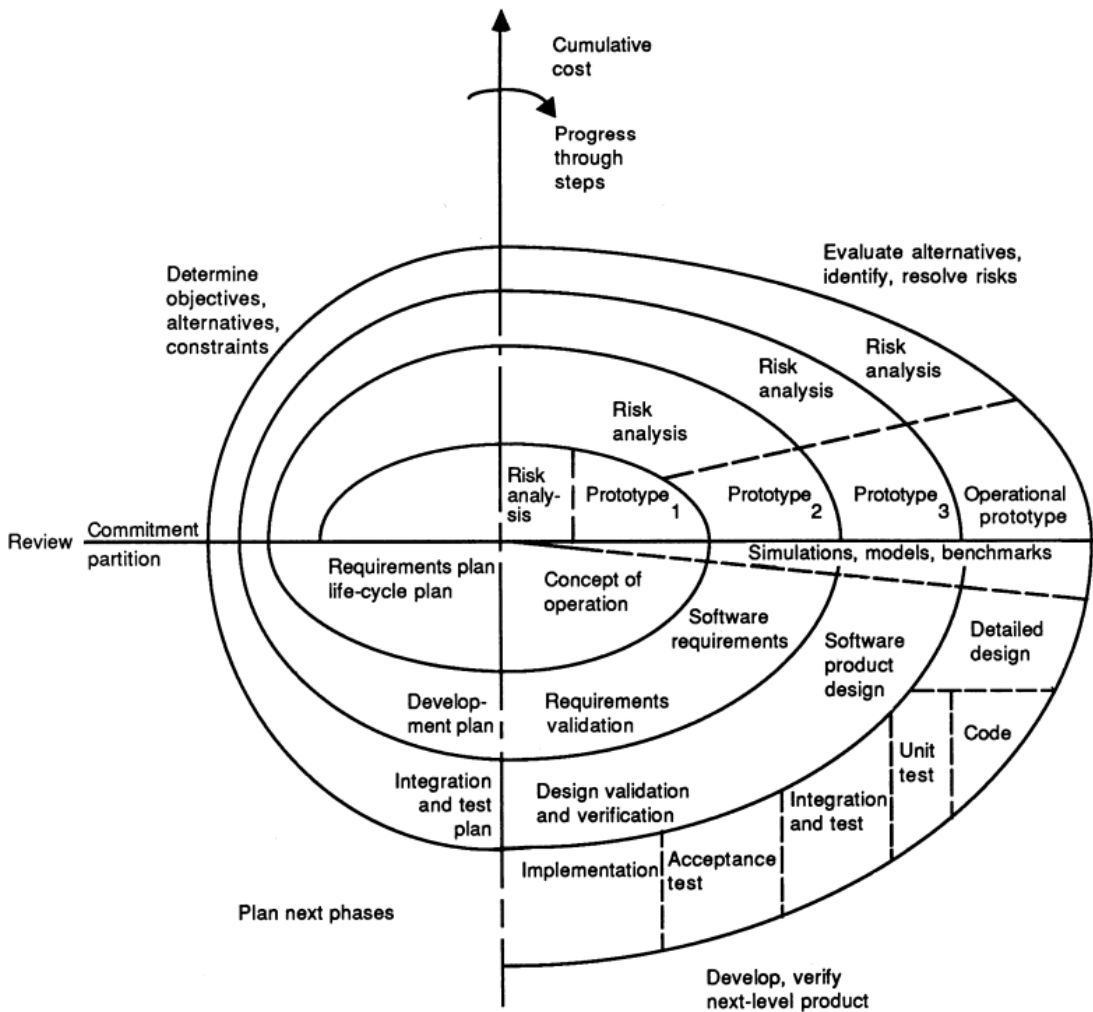 Cumulative
cost
Progress
through
steps
Evaluate alternatives,
identify, resolve risks
Determine
objectives,
alternatives,
constraints
Risk
analysis
Risk
analysis
Risk
analysis
Risk
analy-
sis
Prototype
1
Prototype
2
Prototype
3
Operational
prototype
Review
Commitment
partition
Simulations, models, benchmarks
Requirements plan
life-cycle plan
Concept of
operation
Software
requirements
Software
product
design
Detailed
design
Develop-
ment plan
Requirements
validation
Unit
test
Code
Integration
and test
plan
Design validation
and verification
Integration
and test
Implementation
Acceptance
test
Plan next phases
Develop, verify
next-level product